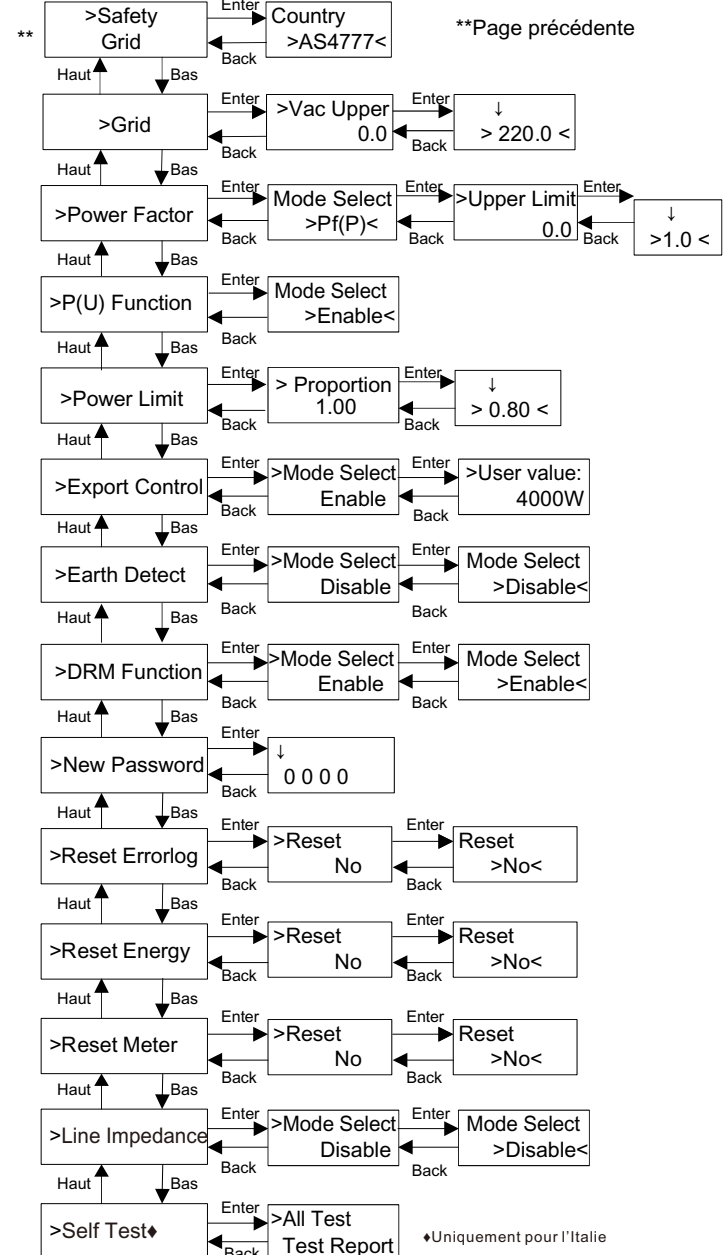 **
>Safety
Grid
Enter
Back
Country
>AS4777<
**Page précédente
Haut
Bas
>Grid
Enter
Back
>Vac Upper
0.0
Enter
Back
↓
> 220.0 <
Haut
Bas
>Power Factor
Enter
Back
Mode Select
>Pf(P)<
Enter
Back
>Upper Limit
0.0
Enter
Back
↓
>1.0 <
Haut
Bas
>P(U) Function
Enter
Back
Mode Select
>Enable<
Haut
Bas
>Power Limit
Enter
Back
> Proportion
1.00
Enter
Back
↓
> 0.80 <
Haut
Bas
>Export Control
Enter
Back
>Mode Select
Enable
Enter
Back
>User value:
4000W
Haut
Bas
>Earth Detect
Enter
Back
>Mode Select
Disable
Enter
Back
Mode Select
>Disable<
Haut
Bas
>DRM Function
Enter
Back
>Mode Select
Enable
Enter
Back
Mode Select
>Enable<
Haut
Bas
>New Password
Enter
Back
↓
0 0 0 0
Haut
Bas
>Reset Errorlog
Enter
Back
>Reset
No
Enter
Back
Reset
>No<
Haut
Bas
>Reset Energy
Enter
Back
>Reset
No
Enter
Back
Reset
>No<
Haut
Bas
>Reset Meter
Enter
Back
>Reset
No
Enter
Back
Reset
>No<
Haut
Bas
>Line Impedance
Enter
Back
>Mode Select
Disable
Enter
Back
Mode Select
>Disable<
Haut
Bas
>Self Test♦
Enter
Back
>All Test
Test Report
♦Uniquement pour l'Italie